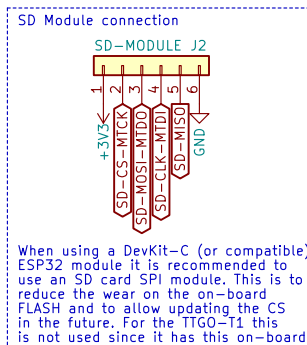 SD Module connection
SD-MODULE J2
1 2 3 4 5 6
+3V3
SD-CS-MTCK
SD-MOSI-MTDO
SD-CLK-MTDI
SD-MISO
GND
When using a DevKit-C (or compatible)
ESP32 module it is recommended to
use an SD card SPI module. This is to
reduce the wear on the on-board
FLASH and to allow updating the CS
in the future. For the TTGO-T1 this
is not used since it has this on-board